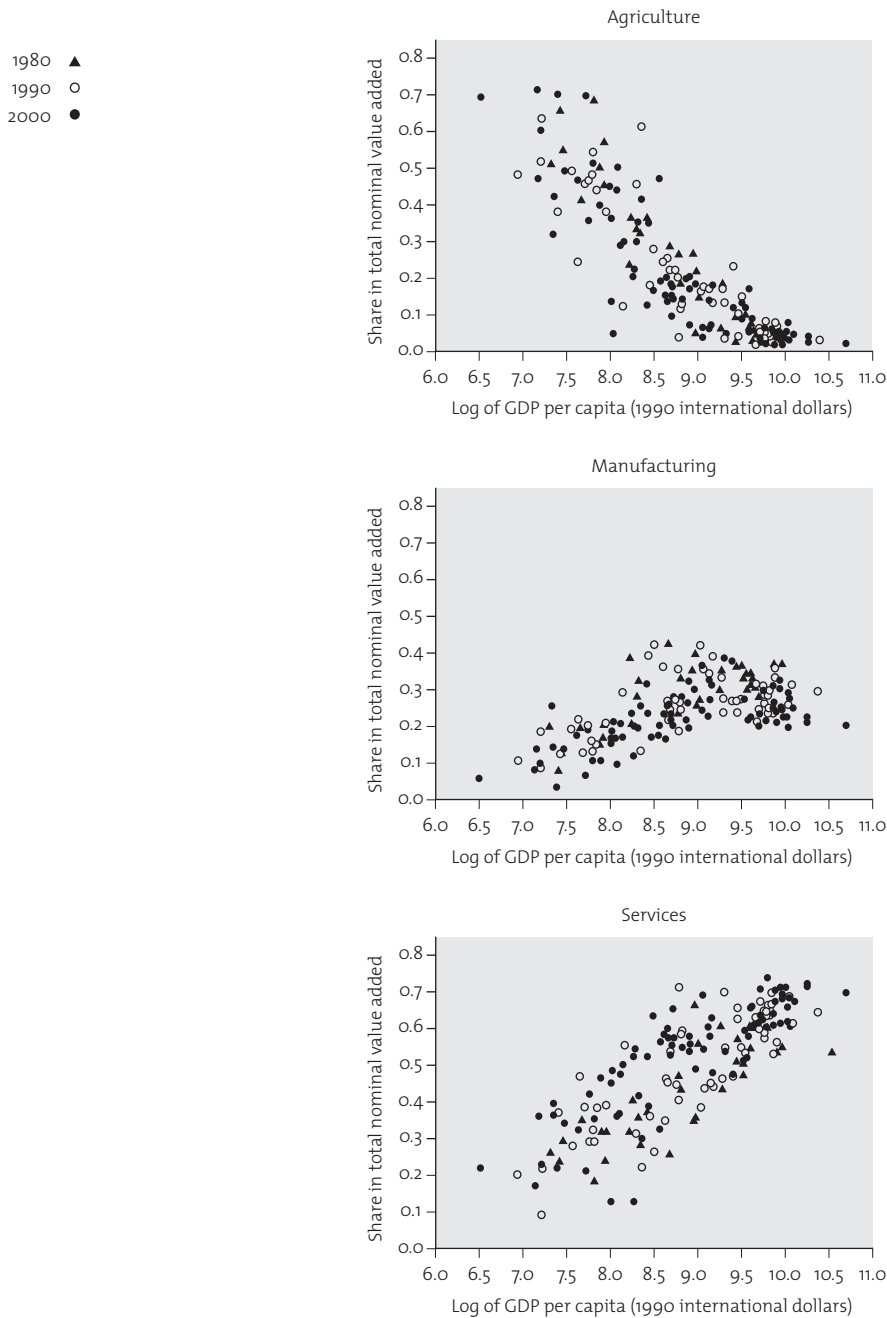 1980
1990
2000
Agriculture
Share in total nominal value added
0.8
0.7
0.6
0.5
0.4
0.3
0.2
0.1
0.0
6.0 6.5 7.0 7.5 8.0 8.5 9.0 9.5 10.0 10.5 11.0
Log of GDP per capita (1990 international dollars)
Manufacturing
Share in total nominal value added
0.8
0.7
0.6
0.5
0.4
0.3
0.2
0.1
0.0
6.0 6.5 7.0 7.5 8.0 8.5 9.0 9.5 10.0 10.5 11.0
Log of GDP per capita (1990 international dollars)
Services
Share in total nominal value added
0.8
0.7
0.6
0.5
0.4
0.3
0.2
0.1
0.0
6.0 6.5 7.0 7.5 8.0 8.5 9.0 9.5 10.0 10.5 11.0
Log of GDP per capita (1990 international dollars)